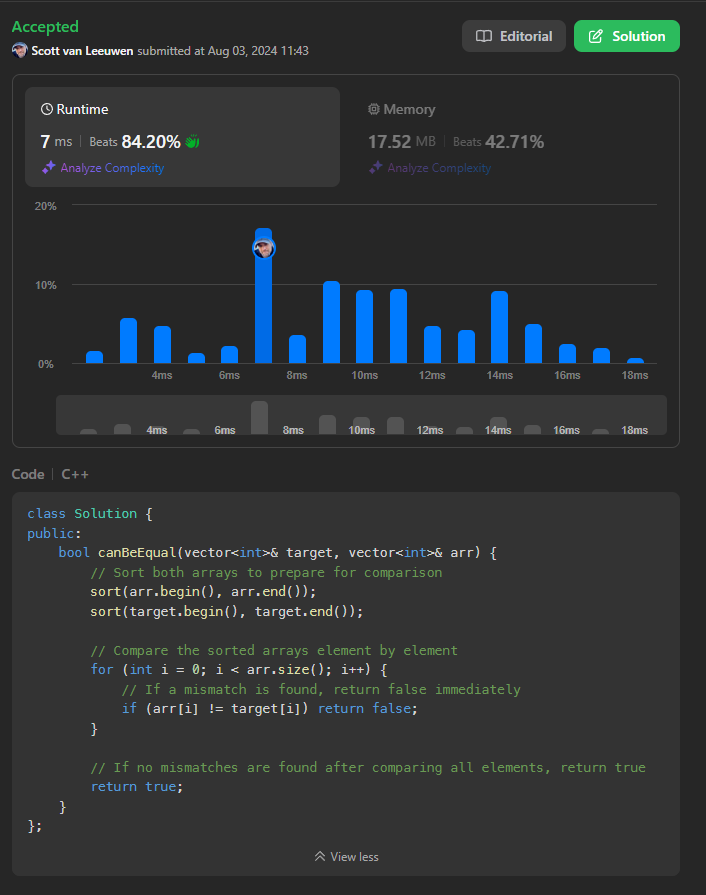 Accepted
Scott van Leeuwen submitted at Aug 03, 2024 11:43
Editorial
Solution
Runtime
7 ms | Beats 84.20%
Analyze Complexity
Memory
17.52 MB | Beats 42.71%
Analyze Complexity
20%
10%
0%
4ms 6ms 8ms 10ms 12ms 14ms 16ms 18ms
4ms 6ms 8ms 10ms 12ms 14ms 16ms 18ms
Code | C++
class Solution {
public:
    bool canBeEqual(vector<int>& target, vector<int>& arr) {
        // Sort both arrays to prepare for comparison
        sort(arr.begin(), arr.end());
        sort(target.begin(), target.end());

        // Compare the sorted arrays element by element
        for (int i = 0; i < arr.size(); i++) {
            // If a mismatch is found, return false immediately
            if (arr[i] != target[i]) return false;
        }

        // If no mismatches are found after comparing all elements, return true
        return true;
    }
};
View less